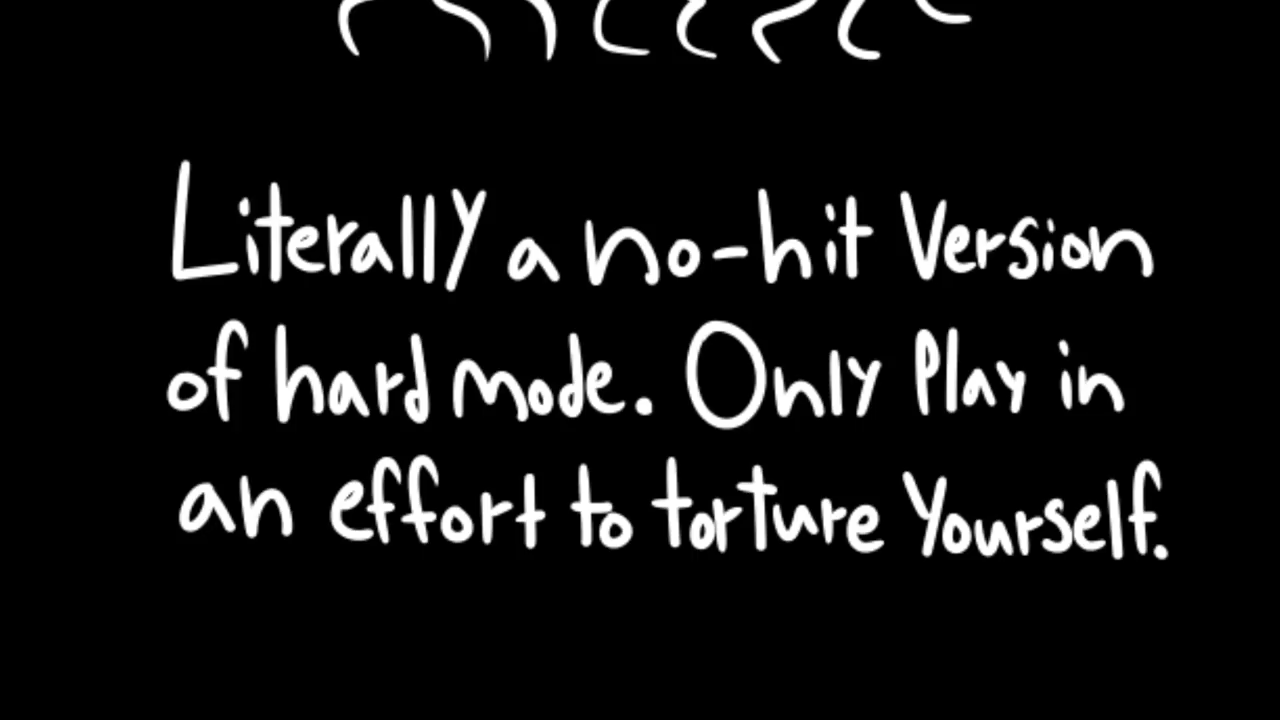 Literally a no-hit Version
of hard mode. Only Play in
an effort to torture Yourself.